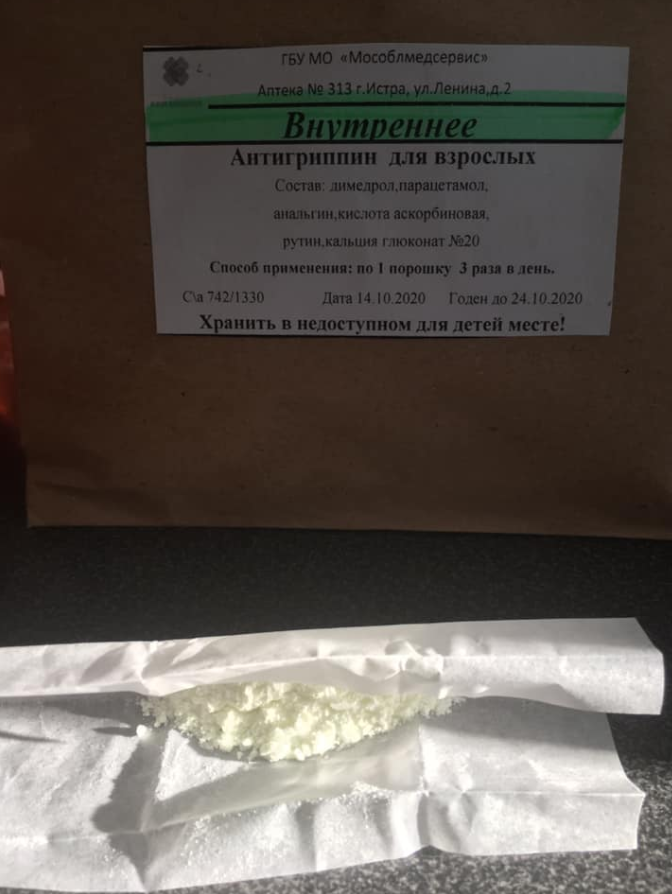 ГБУ МО «Мособлмедсервис»
Аптека № 313 г.Истра, ул.Ленина,д.2
Внутреннее
Антигриппин для взрослых
Состав: димедрол,парацетамол,
анальгин,кислота аскорбиновая,
рутин,кальция глюконат №20
Способ применения: по 1 порошку 3 раза в день.
С\а 742/1330 Дата 14.10.2020 Годен до 24.10.2020
Хранить в недоступном для детей месте!